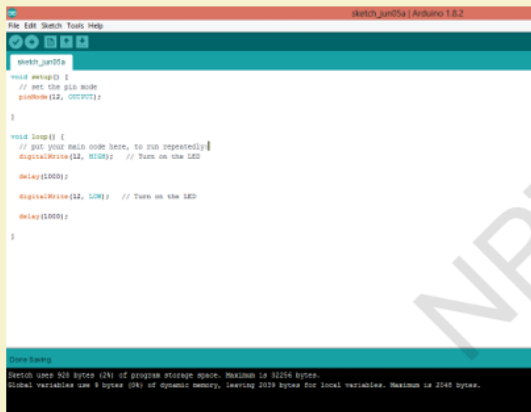 sketch_jun05a | Arduino 1.8.2
File Edit Sketch Tools Help
sketch_jun05a
void setup() {
// set the pin mode
pinMode(12, OUTPUT);
}
void loop() {
// put your main code here, to run repeatedly:
digitalWrite(12, HIGH); // Turn on the LED
delay(1000);
digitalWrite(12, LOW); // Turn on the LED
delay(1000);
}
Done Saving
Sketch uses 928 bytes (2%) of program storage space. Maximum is 32256 bytes.
Global variables use 9 bytes (0%) of dynamic memory, leaving 2039 bytes for local variables. Maximum is 2048 bytes.